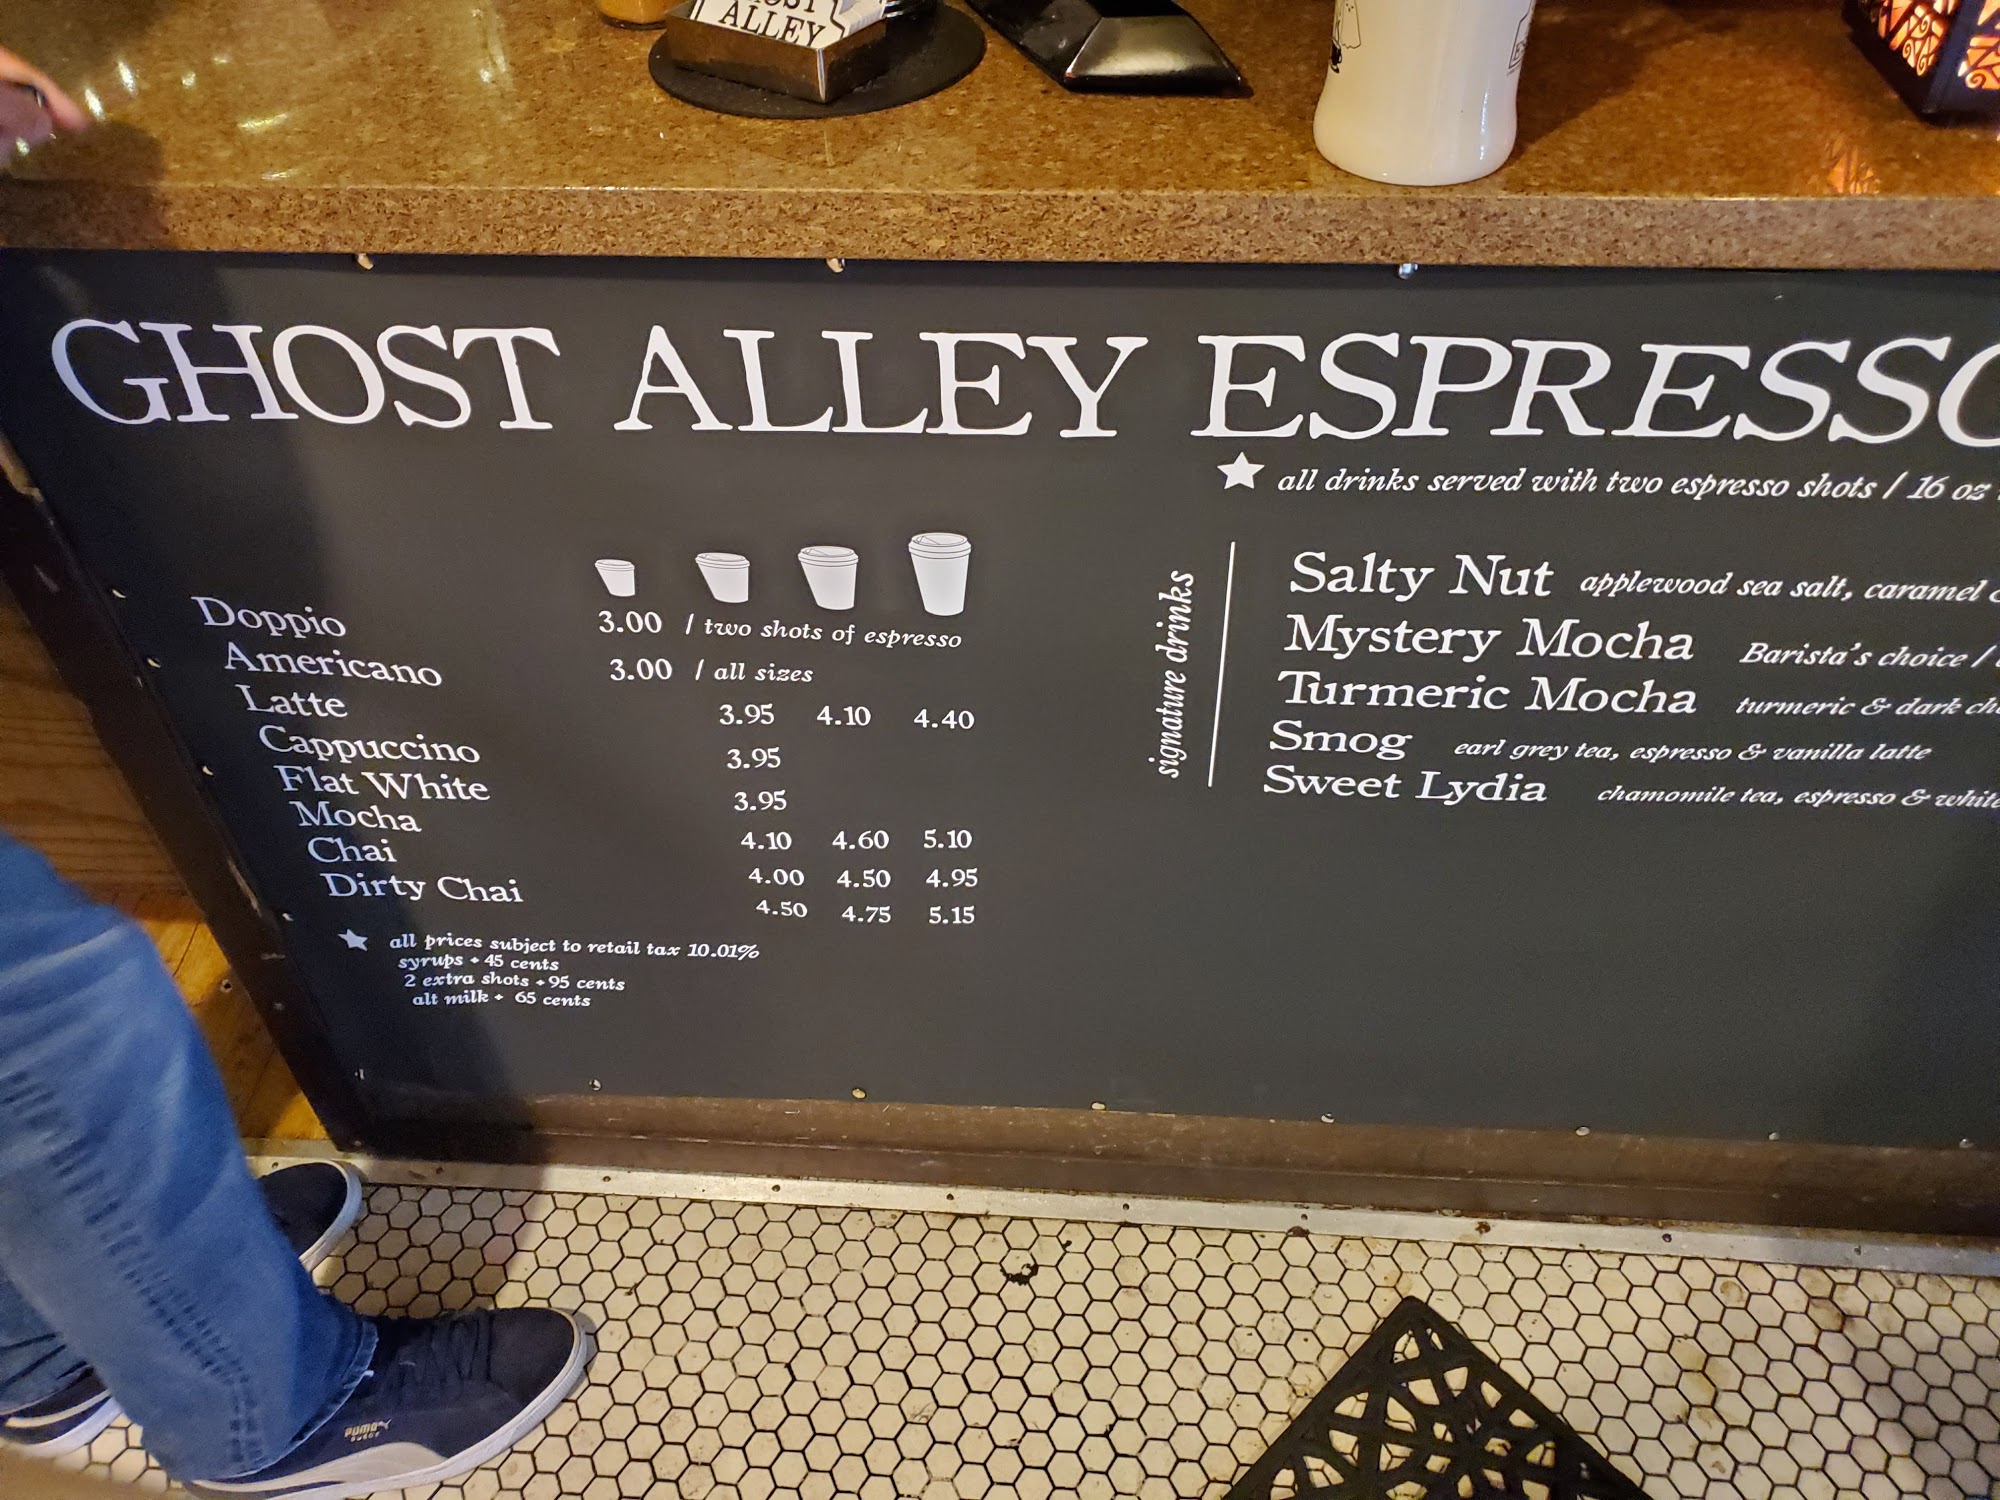 ALLEY
GHOST ALLEY ESPRESSO
all drinks served with two espresso shots / 16 oz
Doppio 3.00 / two shots of espresso
Americano 3.00 / all sizes
Latte 3.95 4.10 4.40
Cappuccino 3.95
Flat White 3.95
Mocha 4.10 4.60 5.10
Chai 4.00 4.50 4.95
Dirty Chai 4.50 4.75 5.15
all prices subject to retail tax 10.01%
syrups + 45 cents
2 extra shots + 95 cents
alt milk + 65 cents
signature drinks
Salty Nut applewood sea salt, caramel &
Mystery Mocha Barista's choice /
Turmeric Mocha turmeric & dark
Smog earl grey tea, espresso & vanilla latte
Sweet Lydia chamomile tea, espresso & white
PUMA
SUEDE